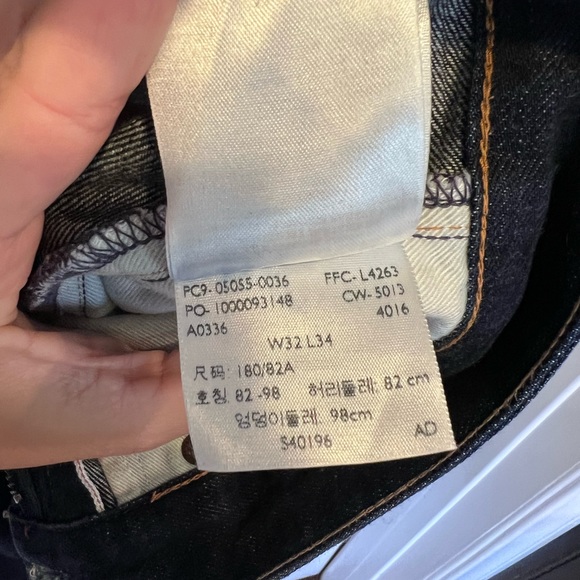 PC9-05055-0036 FFC-L4263
PO-1000093148 CW-5013
A0336 4016
W32 L34
尺码: 180/82A
호칭: 82-98 허리둘레: 82 cm
엉덩이둘레: 98cm
S40196 AD